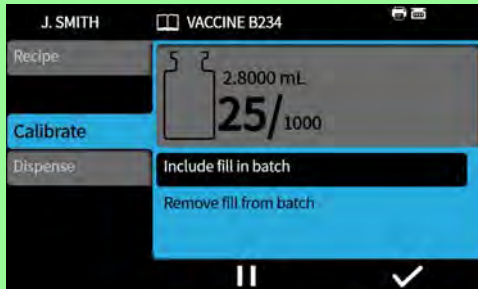 J. SMITH
VACCINE B234
Recipe
Calibrate
Dispense
2.8000 mL
25/1000
Include fill in batch
Remove fill from batch